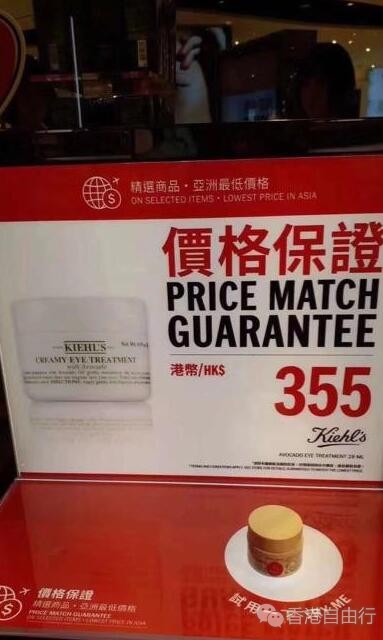 精選商品·亞洲最低價格
ON SELECTED ITEMS · LOWEST PRICE IN ASIA
價格保證
PRICE MATCH
GUARANTEE
港幣/HK$
355
Kiehl's
AVOCADO EYE TREATMENT 28 ML
KIEHL'S
CREAMY EYE TREATMENT
with Avocado
價格保證
精選商品·亞洲最低價格
PRICE MATCH GUARANTEE
ON SELECTED ITEMS · LOWEST PRICE IN ASIA
試用
ME
香港自由行